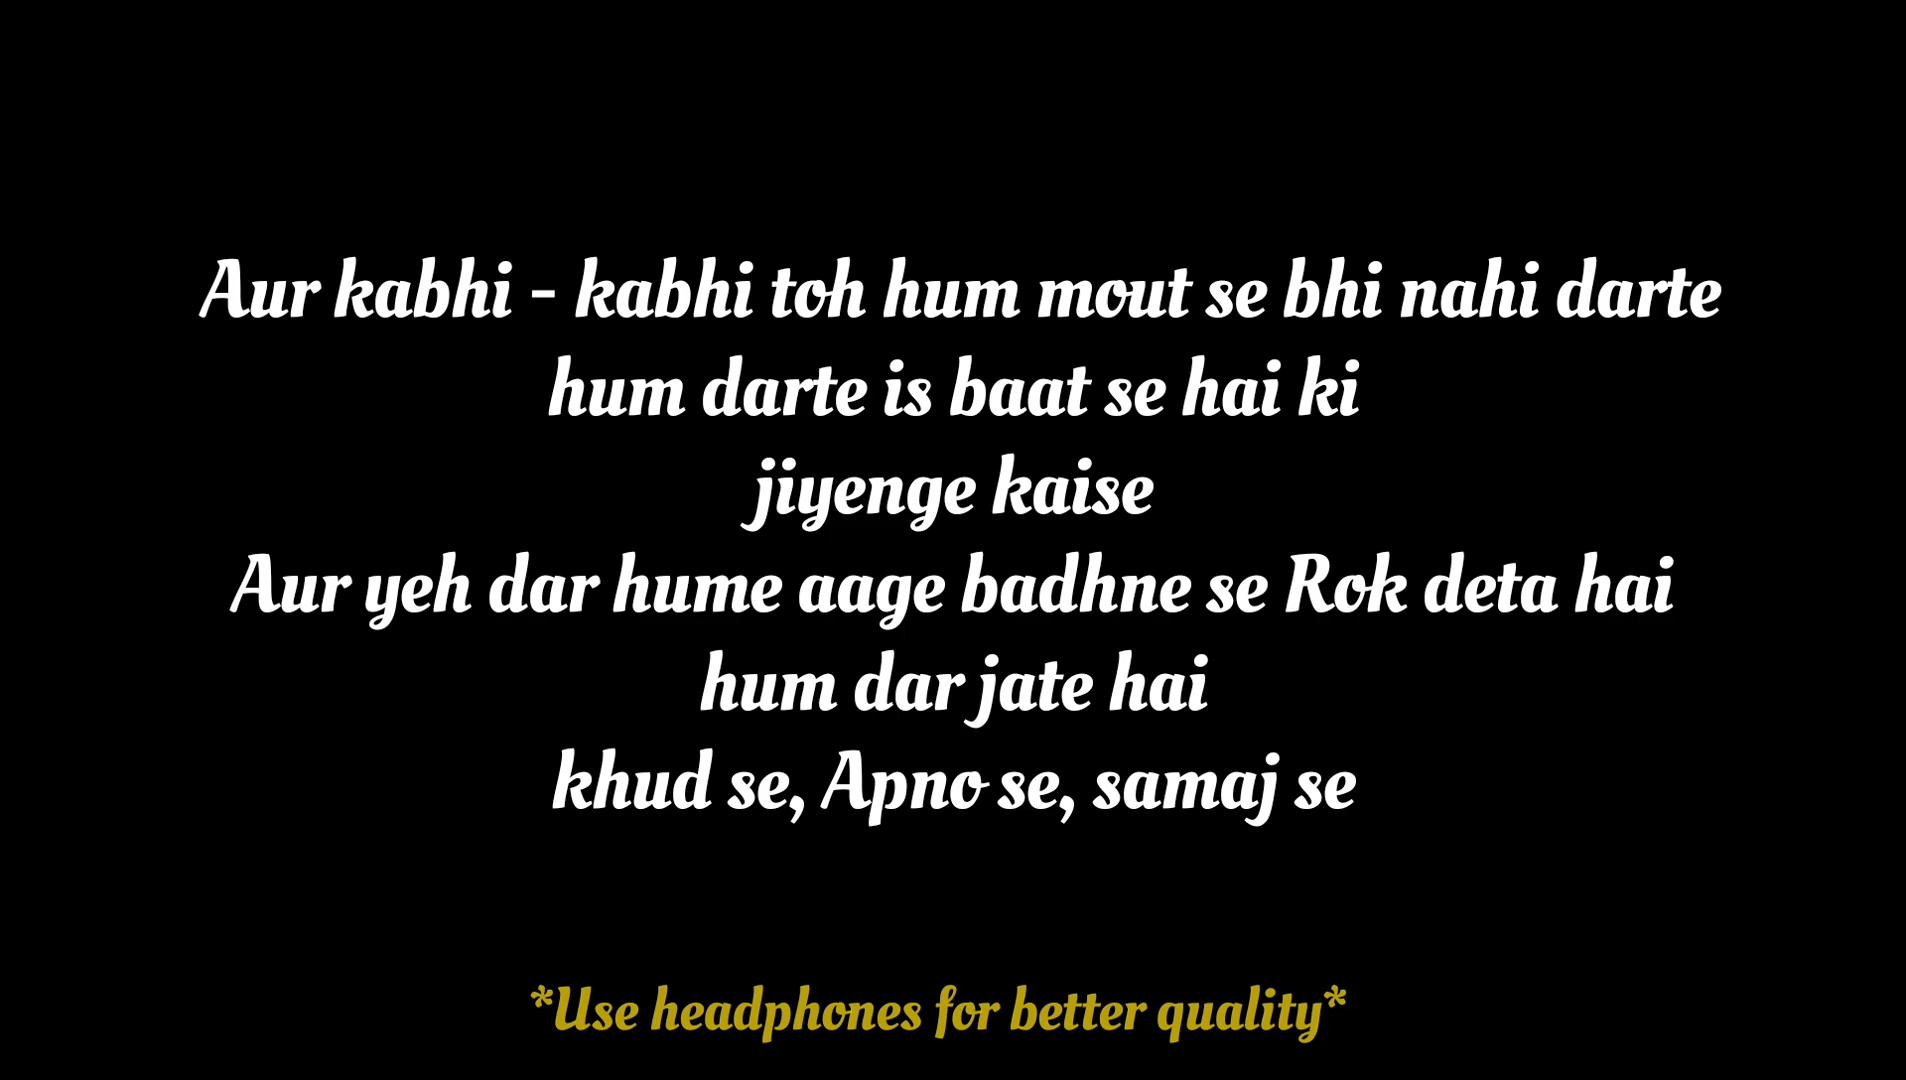 Aur kabhi - kabhi toh hum mout se bhi nahi darte
hum darte is baat se hai ki
jiyenge kaise
Aur yeh dar hume aage badhne se Rok deta hai
hum dar jate hai
khud se, Apno se, samaj se
*Use headphones for better quality*